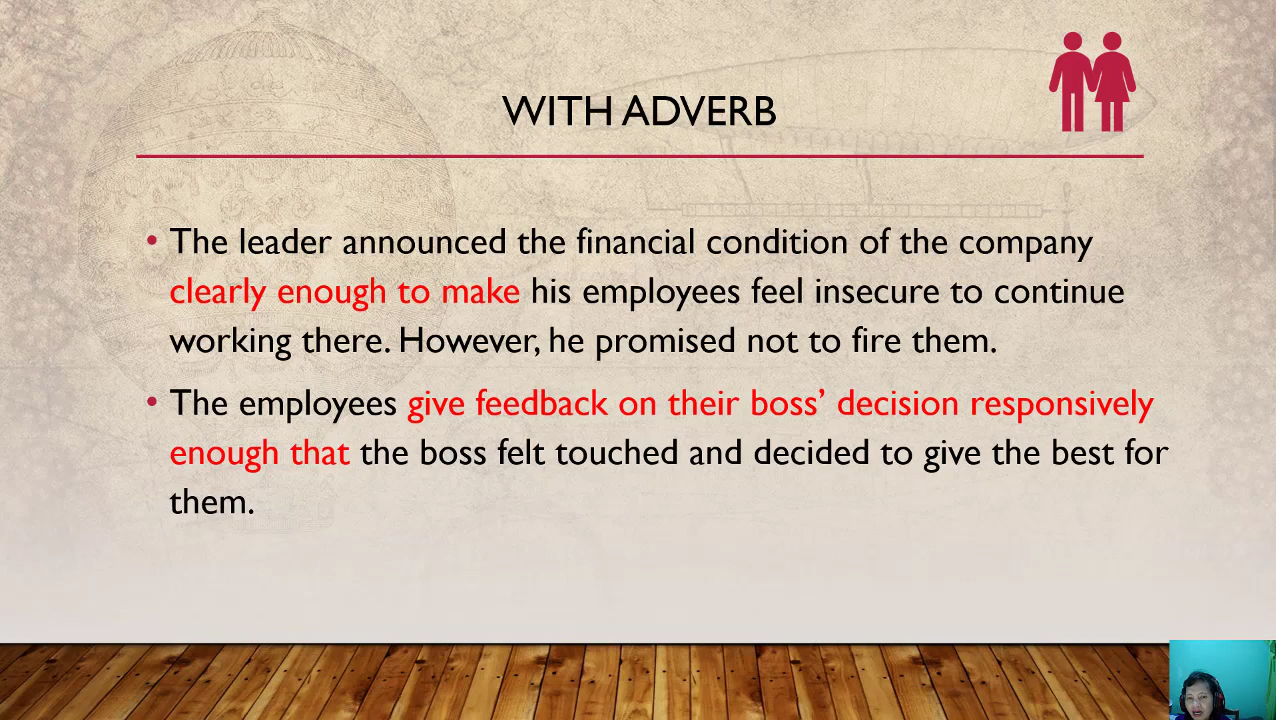 WITH ADVERB
• The leader announced the financial condition of the company
clearly enough to make his employees feel insecure to continue
working there. However, he promised not to fire them.
• The employees give feedback on their boss’ decision responsively
enough that the boss felt touched and decided to give the best for
them.